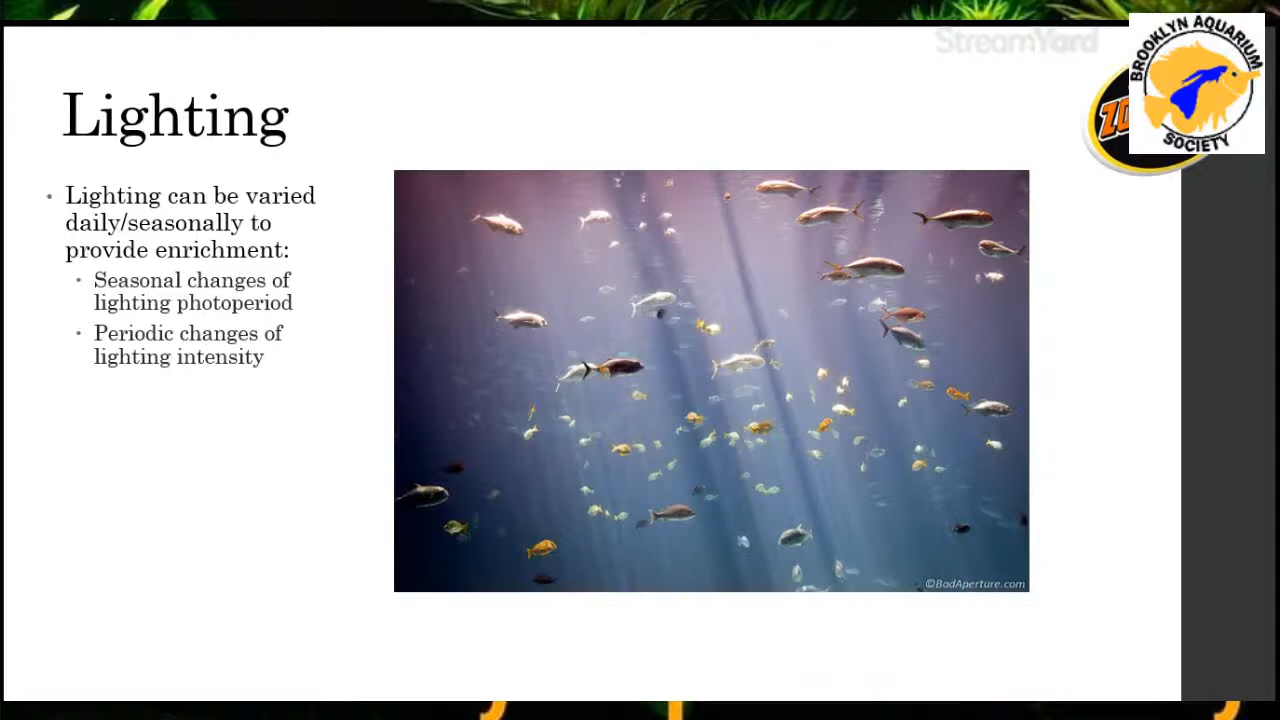 StreamYard
BROOKLYN AQUARIUM
SOCIETY
Lighting
• Lighting can be varied
daily/seasonally to
provide enrichment:
• Seasonal changes of
lighting photoperiod
• Periodic changes of
lighting intensity
©BadAperture.com